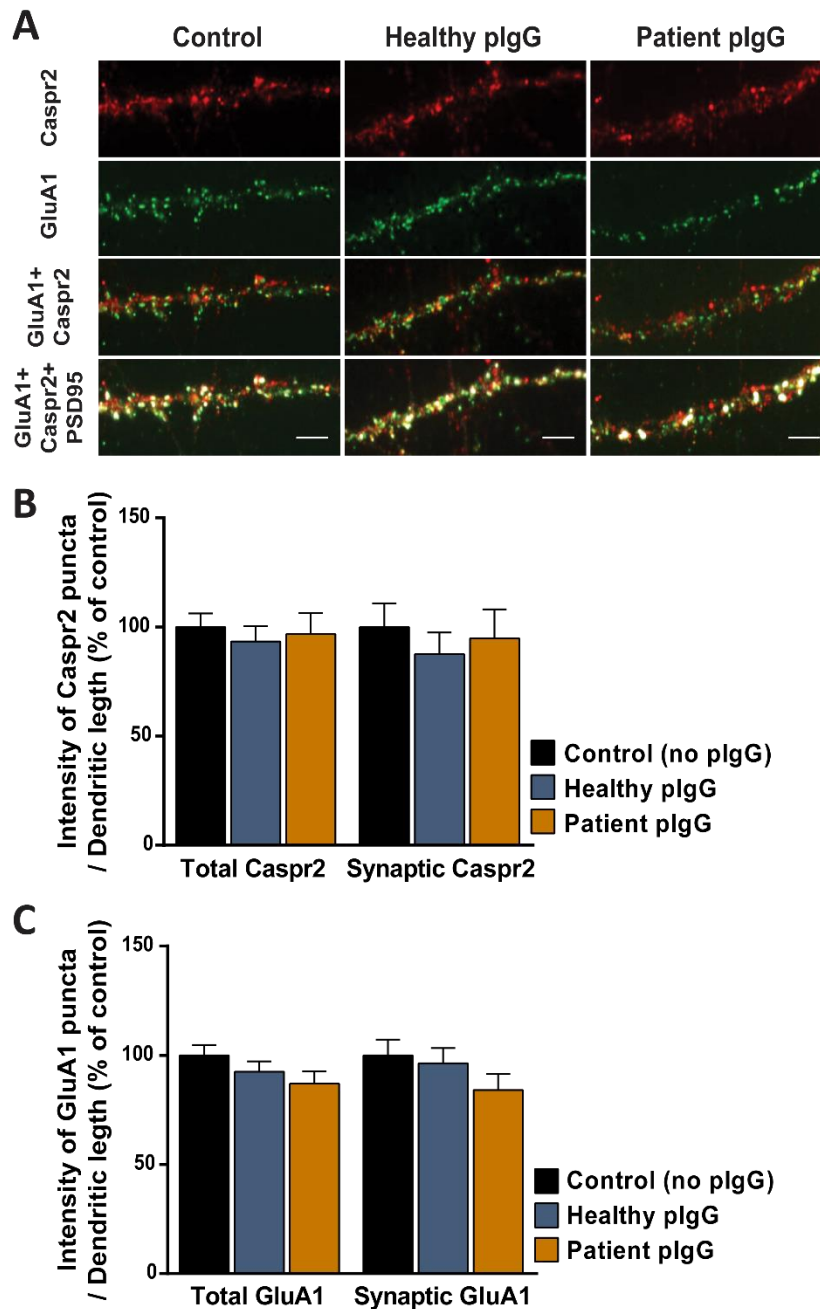 A
Control
Healthy pIgG
Patient pIgG
Caspr2
GluA1
GluA1+
Caspr2
GluA1+
Caspr2+
PSD95
B
Intensity of Caspr2 puncta
/ Dendritic legth (% of control)
150
100
50
0
Total Caspr2
Synaptic Caspr2
Control (no pIgG)
Healthy pIgG
Patient pIgG
C
Intensity of GluA1 puncta
/ Dendritic legth (% of control)
150
100
50
0
Total GluA1
Synaptic GluA1
Control (no pIgG)
Healthy pIgG
Patient pIgG